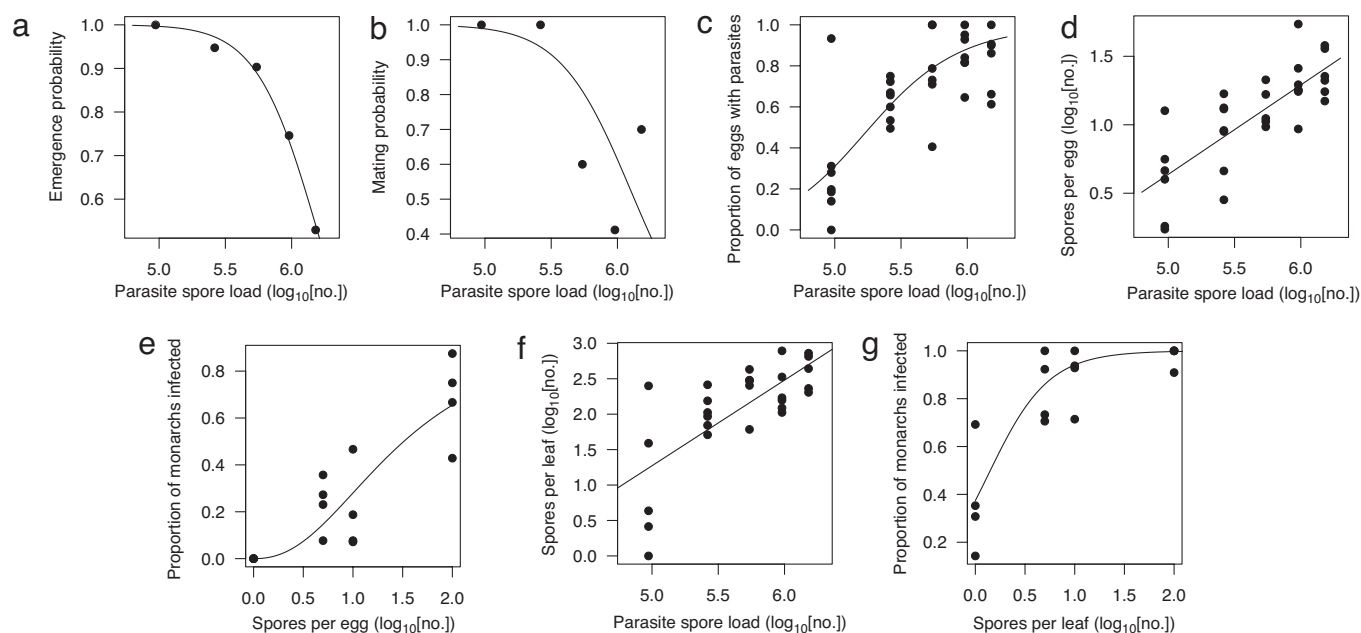 a
Emergence probability
1.0
0.9
0.8
0.7
0.6
5.0 5.5 6.0
Parasite spore load (log10[no.])
b
Mating probability
1.0
0.9
0.8
0.7
0.6
0.5
0.4
5.0 5.5 6.0
Parasite spore load (log10[no.])
c
Proportion of eggs with parasites
1.0
0.8
0.6
0.4
0.2
0.0
5.0 5.5 6.0
Parasite spore load (log10[no.])
d
Spores per egg (log10[no.])
1.5
1.0
0.5
5.0 5.5 6.0
Parasite spore load (log10[no.])
e
Proportion of monarchs infected
0.8
0.6
0.4
0.2
0.0
0.0 0.5 1.0 1.5 2.0
Spores per egg (log10[no.])
f
Spores per leaf (log10[no.])
3.0
2.5
2.0
1.5
1.0
0.5
0.0
5.0 5.5 6.0
Parasite spore load (log10[no.])
g
Proportion of monarchs infected
1.0
0.8
0.6
0.4
0.2
0.0 0.5 1.0 1.5 2.0
Spores per leaf (log10[no.])